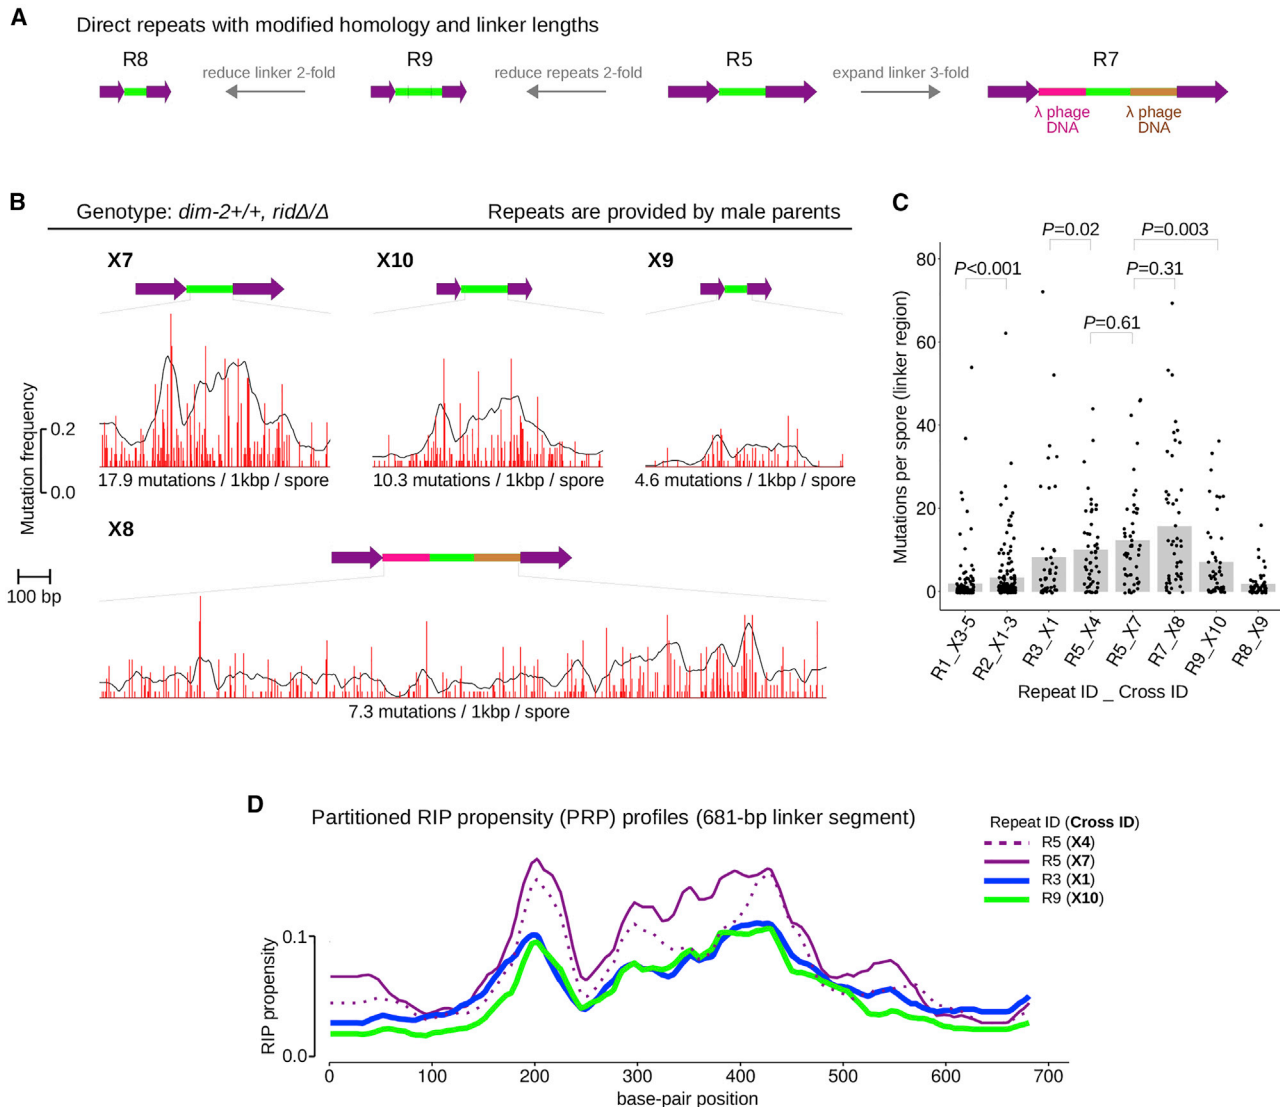 A
Direct repeats with modified homology and linker lengths
R8
R9
R5
R7
reduce linker 2-fold
reduce repeats 2-fold
expand linker 3-fold
λ phage
DNA
λ phage
DNA
B
Genotype: dim-2+/+, ridΔ/Δ
Repeats are provided by male parents
X7
X10
X9
Mutation frequency
0.2
0.0
17.9 mutations / 1kbp / spore
10.3 mutations / 1kbp / spore
4.6 mutations / 1kbp / spore
X8
100 bp
7.3 mutations / 1kbp / spore
C
P=0.02
P=0.003
P<0.001
P=0.31
P=0.61
Mutations per spore (linker region)
80
60
40
20
0
R1_X3-5
R2_X1-3
R3_X1
R5_X4
R5_X7
R7_X8
R9_X10
R8_X9
Repeat ID _ Cross ID
D
Partitioned RIP propensity (PRP) profiles (681-bp linker segment)
Repeat ID (Cross ID)
R5 (X4)
R5 (X7)
R3 (X1)
R9 (X10)
RIP propensity
0.1
0.0
0
100
200
300
400
500
600
700
base-pair position